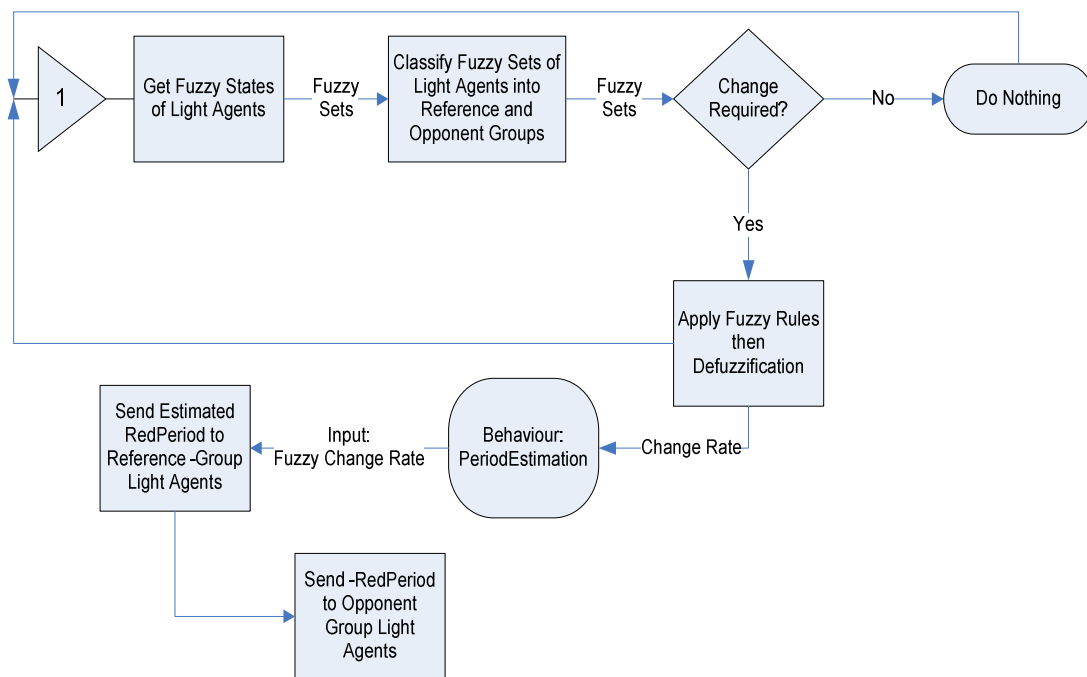 1
Get Fuzzy States
of Light Agents
Fuzzy
Sets
Classify Fuzzy Sets of
Light Agents into
Reference and
Opponent Groups
Fuzzy
Sets
Change
Required?
No
Do Nothing
Yes
Apply Fuzzy Rules
then
Defuzzification
Change Rate
Behaviour:
PeriodEstimation
Input:
Fuzzy Change Rate
Send Estimated
RedPeriod to
Reference -Group
Light Agents
Send -RedPeriod
to Opponent
Group Light
Agents